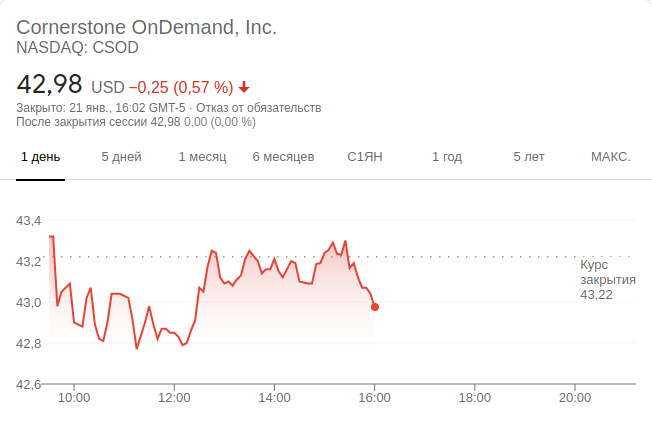 Cornerstone OnDemand, Inc.
NASDAQ: CSOD
42,98 USD −0,25 (0,57 %)
Закрыто: 21 янв., 16:02 GMT-5 · Отказ от обязательств
После закрытия сессии 42,98 0,00 (0,00 %)
1 день 5 дней 1 месяц 6 месяцев С1ЯН 1 год 5 лет МАКС.
43,4
43,2
43,0
42,8
42,6
Курс
закрытия
43,22
10:00 12:00 14:00 16:00 18:00 20:00